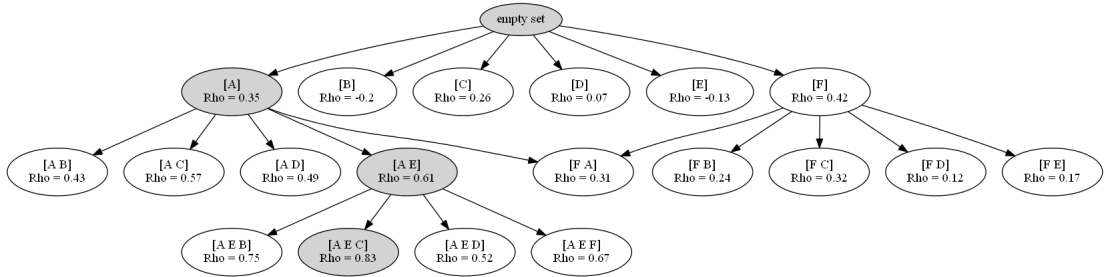 empty set
[A]
Rho = 0.35
[B]
Rho = -0.2
[C]
Rho = 0.26
[D]
Rho = 0.07
[E]
Rho = -0.13
[F]
Rho = 0.42
[A B]
Rho = 0.43
[A C]
Rho = 0.57
[A D]
Rho = 0.49
[A E]
Rho = 0.61
[F A]
Rho = 0.31
[F B]
Rho = 0.24
[F C]
Rho = 0.32
[F D]
Rho = 0.12
[F E]
Rho = 0.17
[A E B]
Rho = 0.75
[A E C]
Rho = 0.83
[A E D]
Rho = 0.52
[A E F]
Rho = 0.67